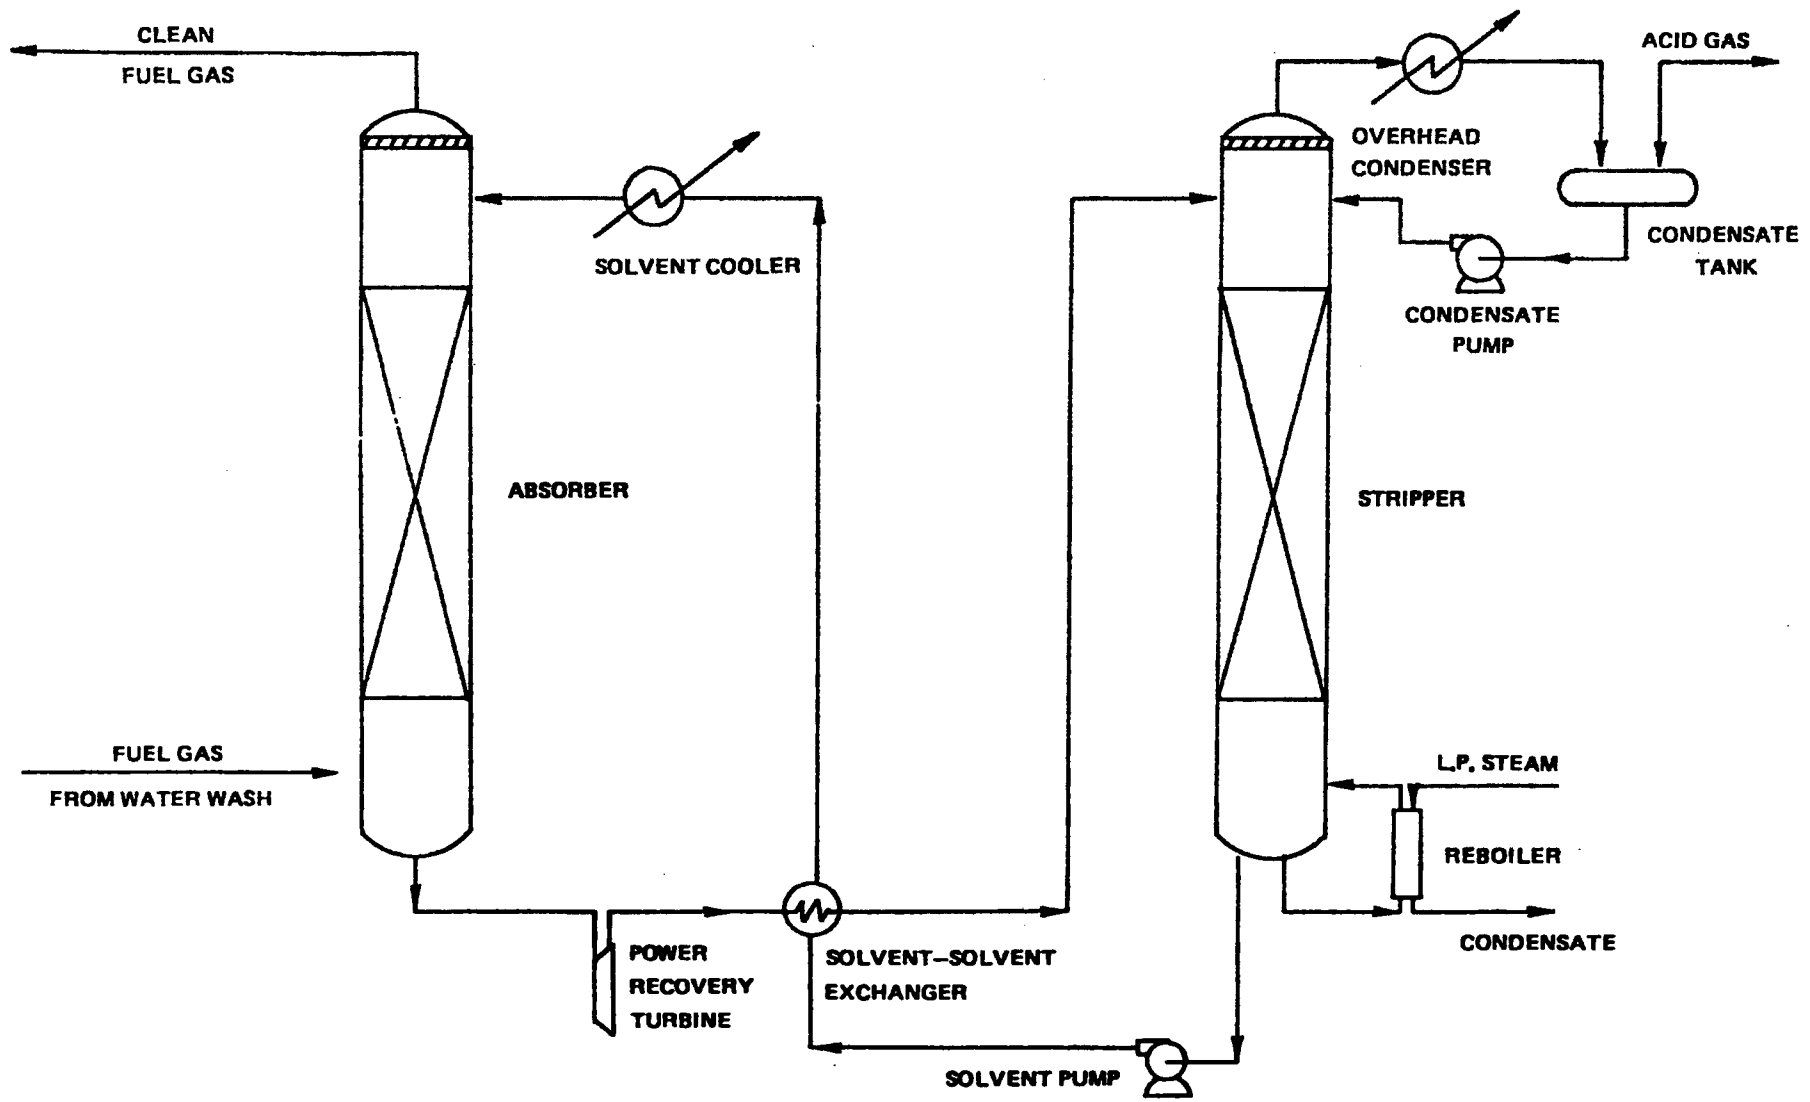 CLEAN
FUEL GAS
ACID GAS
OVERHEAD
CONDENSER
SOLVENT COOLER
CONDENSATE
TANK
CONDENSATE
PUMP
ABSORBER
STRIPPER
FUEL GAS
FROM WATER WASH
L.P. STEAM
REBOILER
CONDENSATE
POWER
RECOVERY
TURBINE
SOLVENT–SOLVENT
EXCHANGER
SOLVENT PUMP